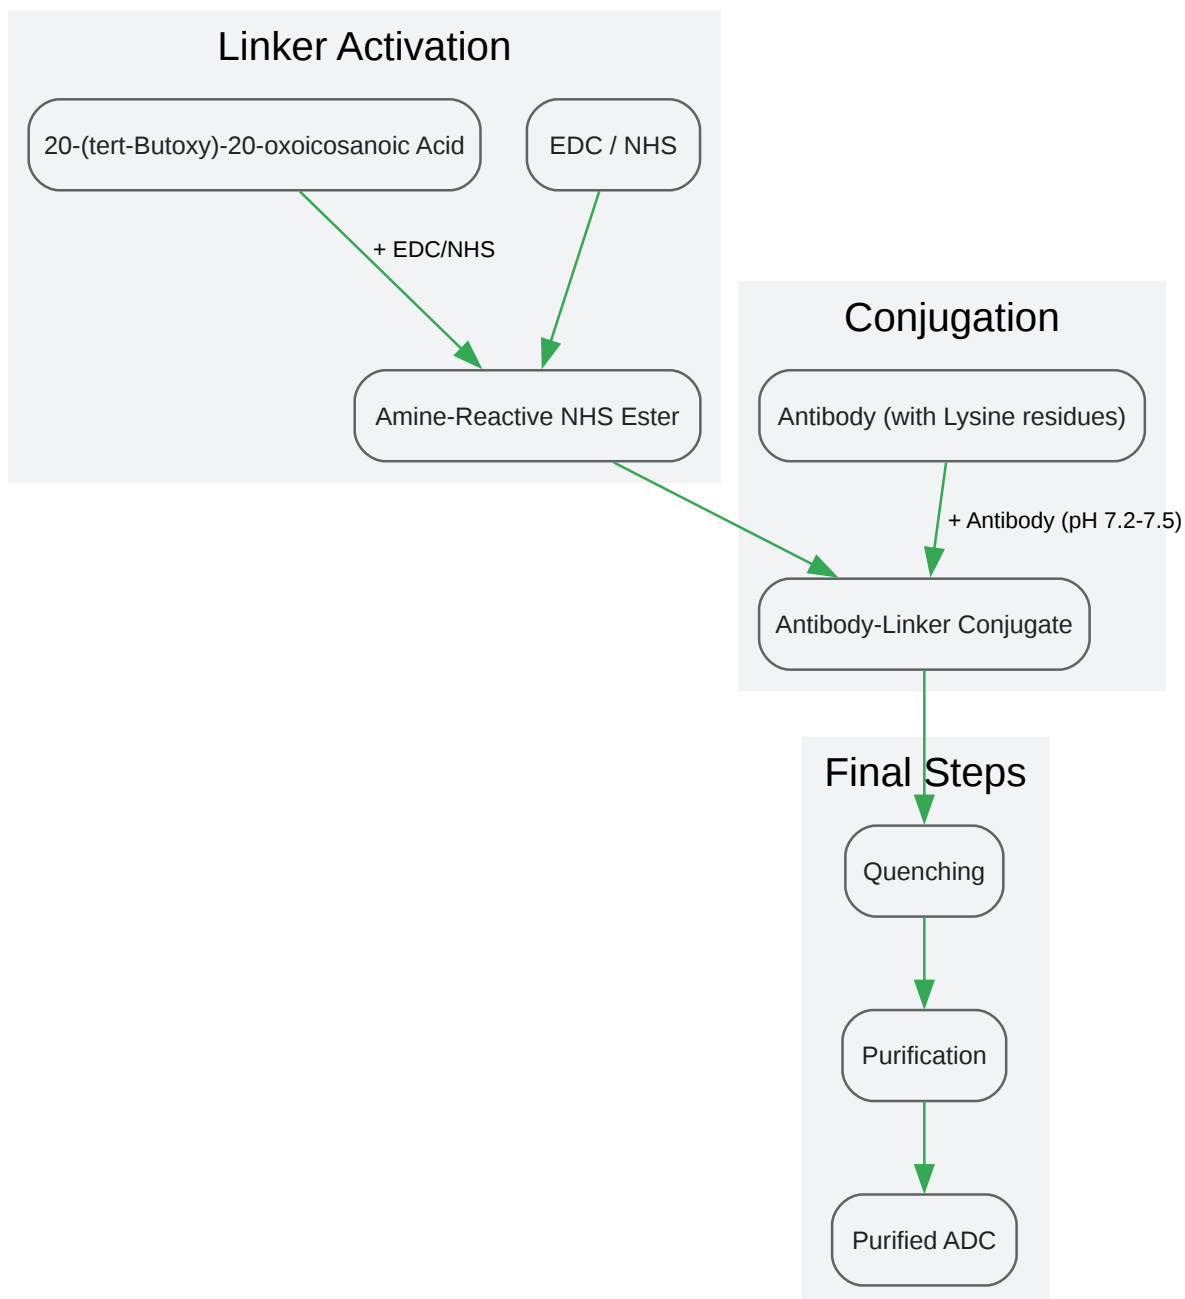 Linker Activation
20-(tert-Butoxy)-20-oxoicosanoic Acid
EDC / NHS
+ EDC/NHS
Amine-Reactive NHS Ester
Conjugation
Antibody (with Lysine residues)
+ Antibody (pH 7.2-7.5)
Antibody-Linker Conjugate
Final Steps
Quenching
Purification
Purified ADC